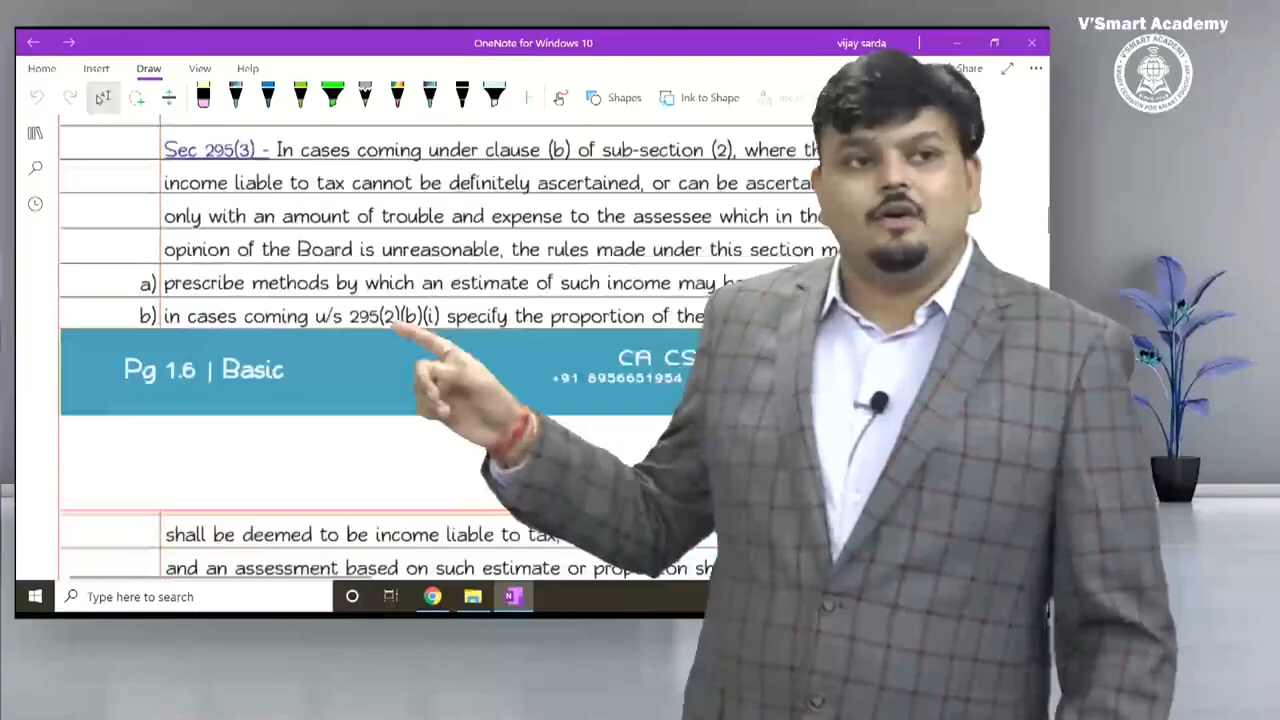 V'Smart Academy
OneNote for Windows 10
vijay sarda
Home Insert Draw View Help
Share
Shapes
Ink to Shape
Sec 295(3) - In cases coming under clause (b) of sub-section (2), where
income liable to tax cannot be definitely ascertained, or can be
only with an amount of trouble and expense to the assessee which in the
opinion of the Board is unreasonable, the rules made under this section
a) prescribe methods by which an estimate of such income may
b) in cases coming u/s 295(2)(b)(i) specify the proportion of the
Pg 1.6 | Basic
CA CS
+91 8956651954
shall be deemed to be income liable to tax,
and an assessment based on such estimate or
Type here to search